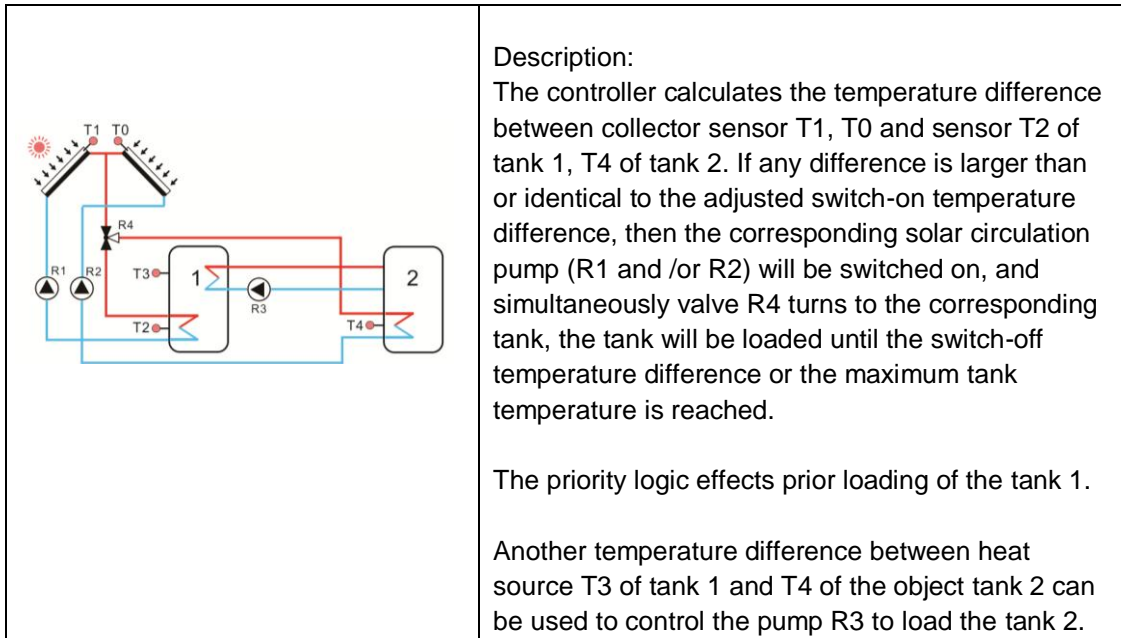 T1 T0
R4
R1
R2
T3
1
2
R3
T2
T4
Description:
The controller calculates the temperature difference
between collector sensor T1, T0 and sensor T2 of
tank 1, T4 of tank 2. If any difference is larger than
or identical to the adjusted switch-on temperature
difference, then the corresponding solar circulation
pump (R1 and /or R2) will be switched on, and
simultaneously valve R4 turns to the corresponding
tank, the tank will be loaded until the switch-off
temperature difference or the maximum tank
temperature is reached.
The priority logic effects prior loading of the tank 1.
Another temperature difference between heat
source T3 of tank 1 and T4 of the object tank 2 can
be used to control the pump R3 to load the tank 2.